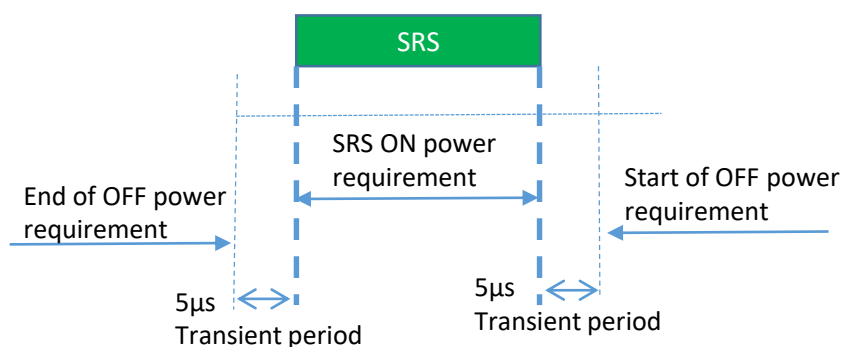 SRS
SRS ON power
requirement
End of OFF power
requirement
Start of OFF power
requirement
5µs
Transient period
5µs
Transient period